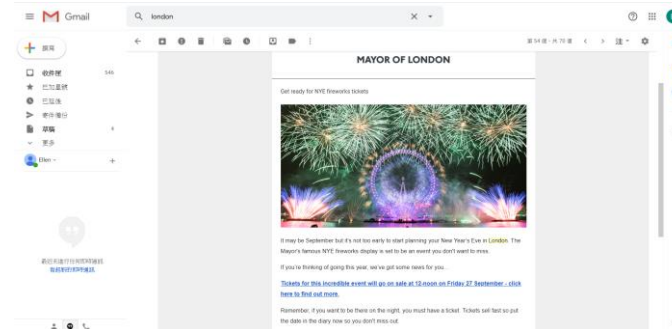 Gmail
london
MAYOR OF LONDON
Get ready for NYE fireworks tickets
收件匣 546
已加星號
已延後
寄件備份
草稿
更多
Ellen
It may be September but it's not too early to start planning your New Year's Eve in London. The
Mayor's famous NYE fireworks display is set to be an event you don't want to miss.
If you're thinking of going this year, we've got some news for you...
Tickets for this incredible event will go on sale at 12 noon on Friday 27 September - click
here to find out more.
Remember, if you want to be there on the night, you must have a ticket. Tickets sell fast so put
the date in the diary now so you don't miss out.